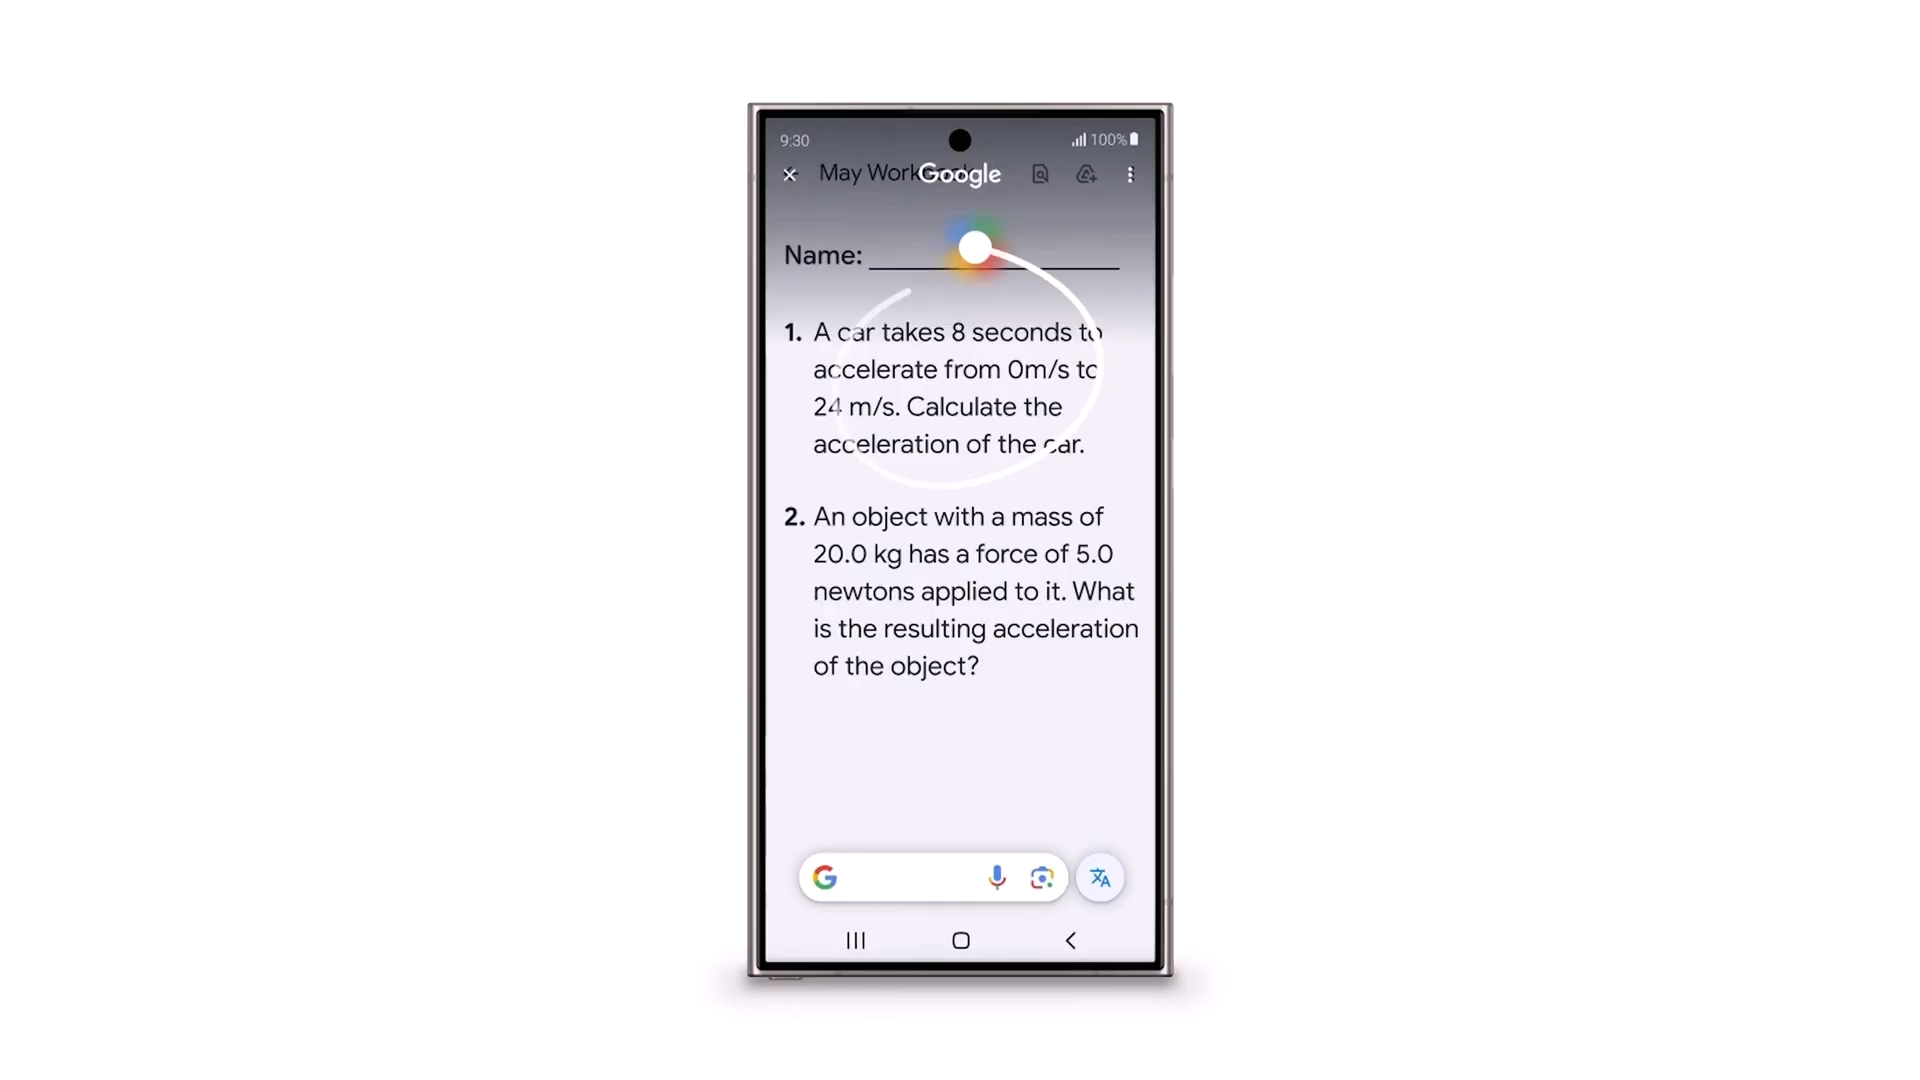 9:30
100%
May Work
Google
Name:
1. A car takes 8 seconds to
accelerate from 0m/s to
24 m/s. Calculate the
acceleration of the car.
2. An object with a mass of
20.0 kg has a force of 5.0
newtons applied to it. What
is the resulting acceleration
of the object?